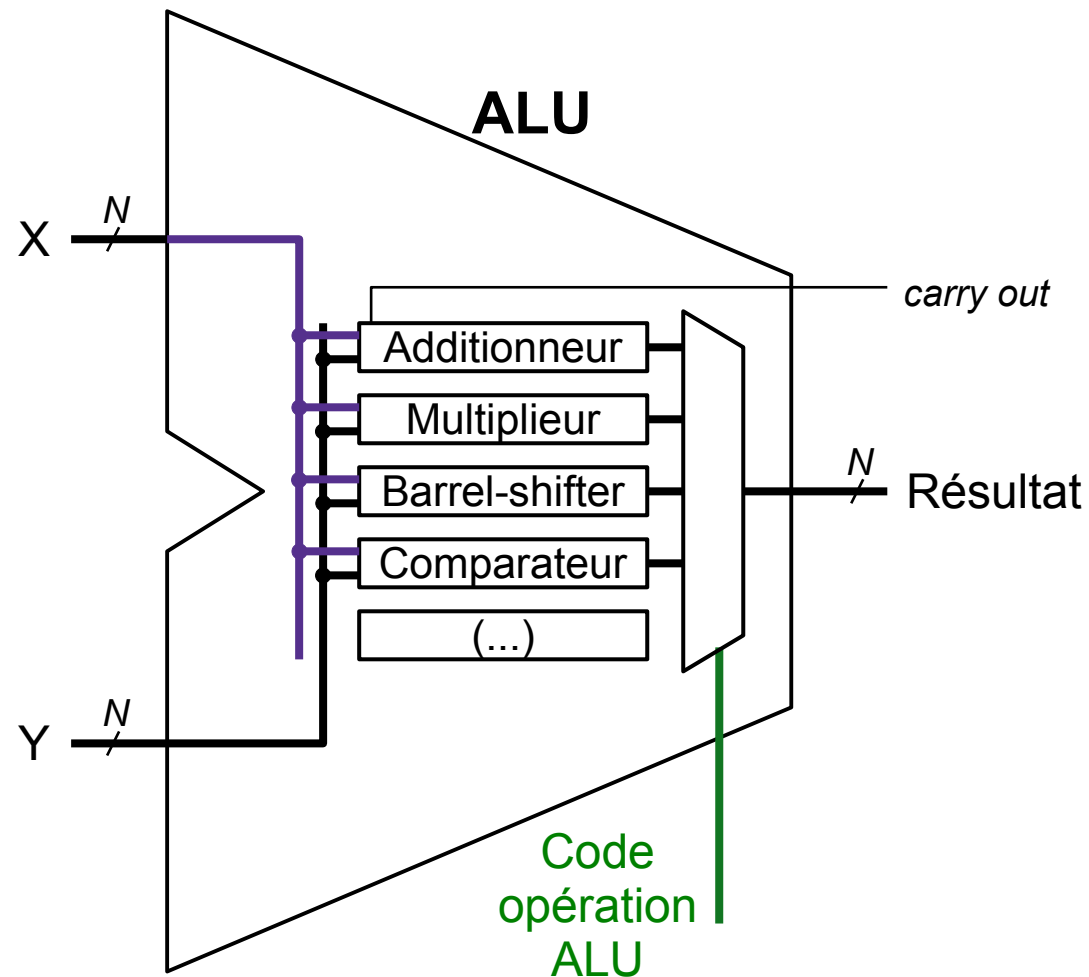 ALU
N
X
carry out
Additionneur
Multiplieur
N
Barrel-shifter
Résultat
Comparateur
(...)
N
Y
Code
opération
ALU